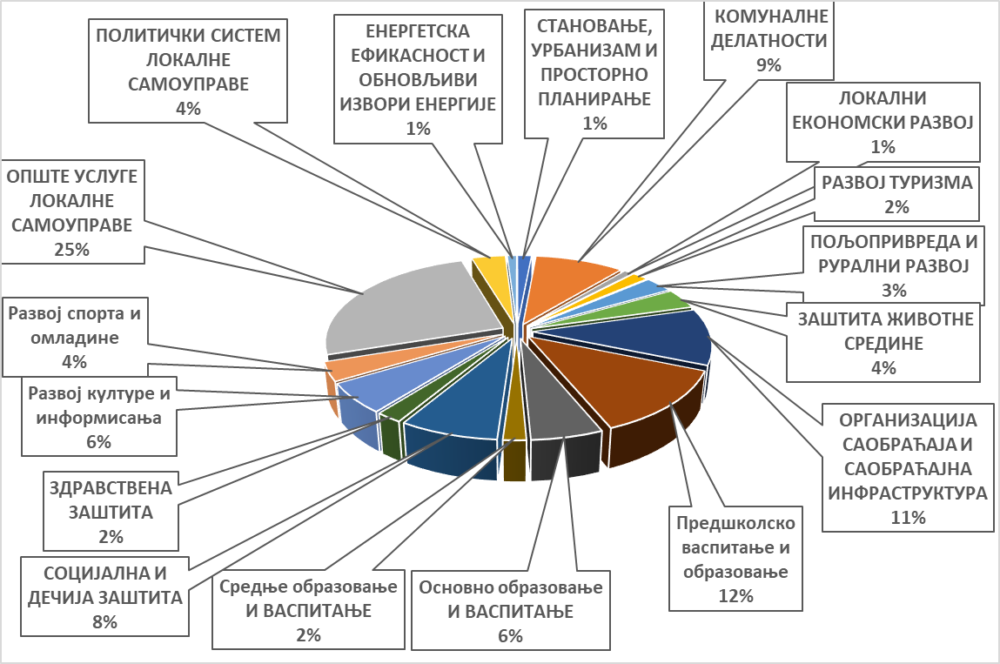 ПОЛИТИЧКИ СИСТЕМ
ЛОКАЛНЕ
САМОУПРАВЕ
4%
ЕНЕРГЕТСКА
ЕФИКАСНОСТ И
ОБНОВЉИВИ
ИЗВОРИ ЕНЕРГИЈЕ
1%
СТАНОВАЊЕ,
УРБАНИЗАМ И
ПРОСТОРНО
ПЛАНИРАЊЕ
1%
КОМУНАЛНЕ
ДЕЛАТНОСТИ
9%
ЛОКАЛНИ
ЕКОНОМСКИ РАЗВОЈ
1%
РАЗВОЈ ТУРИЗМА
2%
ПОЉОПРИВРЕДА И
РУРАЛНИ РАЗВОЈ
3%
ЗАШТИТА ЖИВОТНЕ
СРЕДИНЕ
4%
ОРГАНИЗАЦИЈА
САОБРАЋАЈА И
САОБРАЋАЈНА
ИНФРАСТРУКТУРА
11%
Предшколско
васпитање и
образовање
12%
Основно образовање
И ВАСПИТАЊЕ
6%
Средње образовање
И ВАСПИТАЊЕ
2%
СОЦИЈАЛНА И
ДЕЧИЈА ЗАШТИТА
8%
ЗДРАВСТВЕНА
ЗАШТИТА
2%
Развој културе и
информисања
6%
Развој спорта и
омладине
4%
ОПШТЕ УСЛУГЕ
ЛОКАЛНЕ
САМОУПРАВЕ
25%